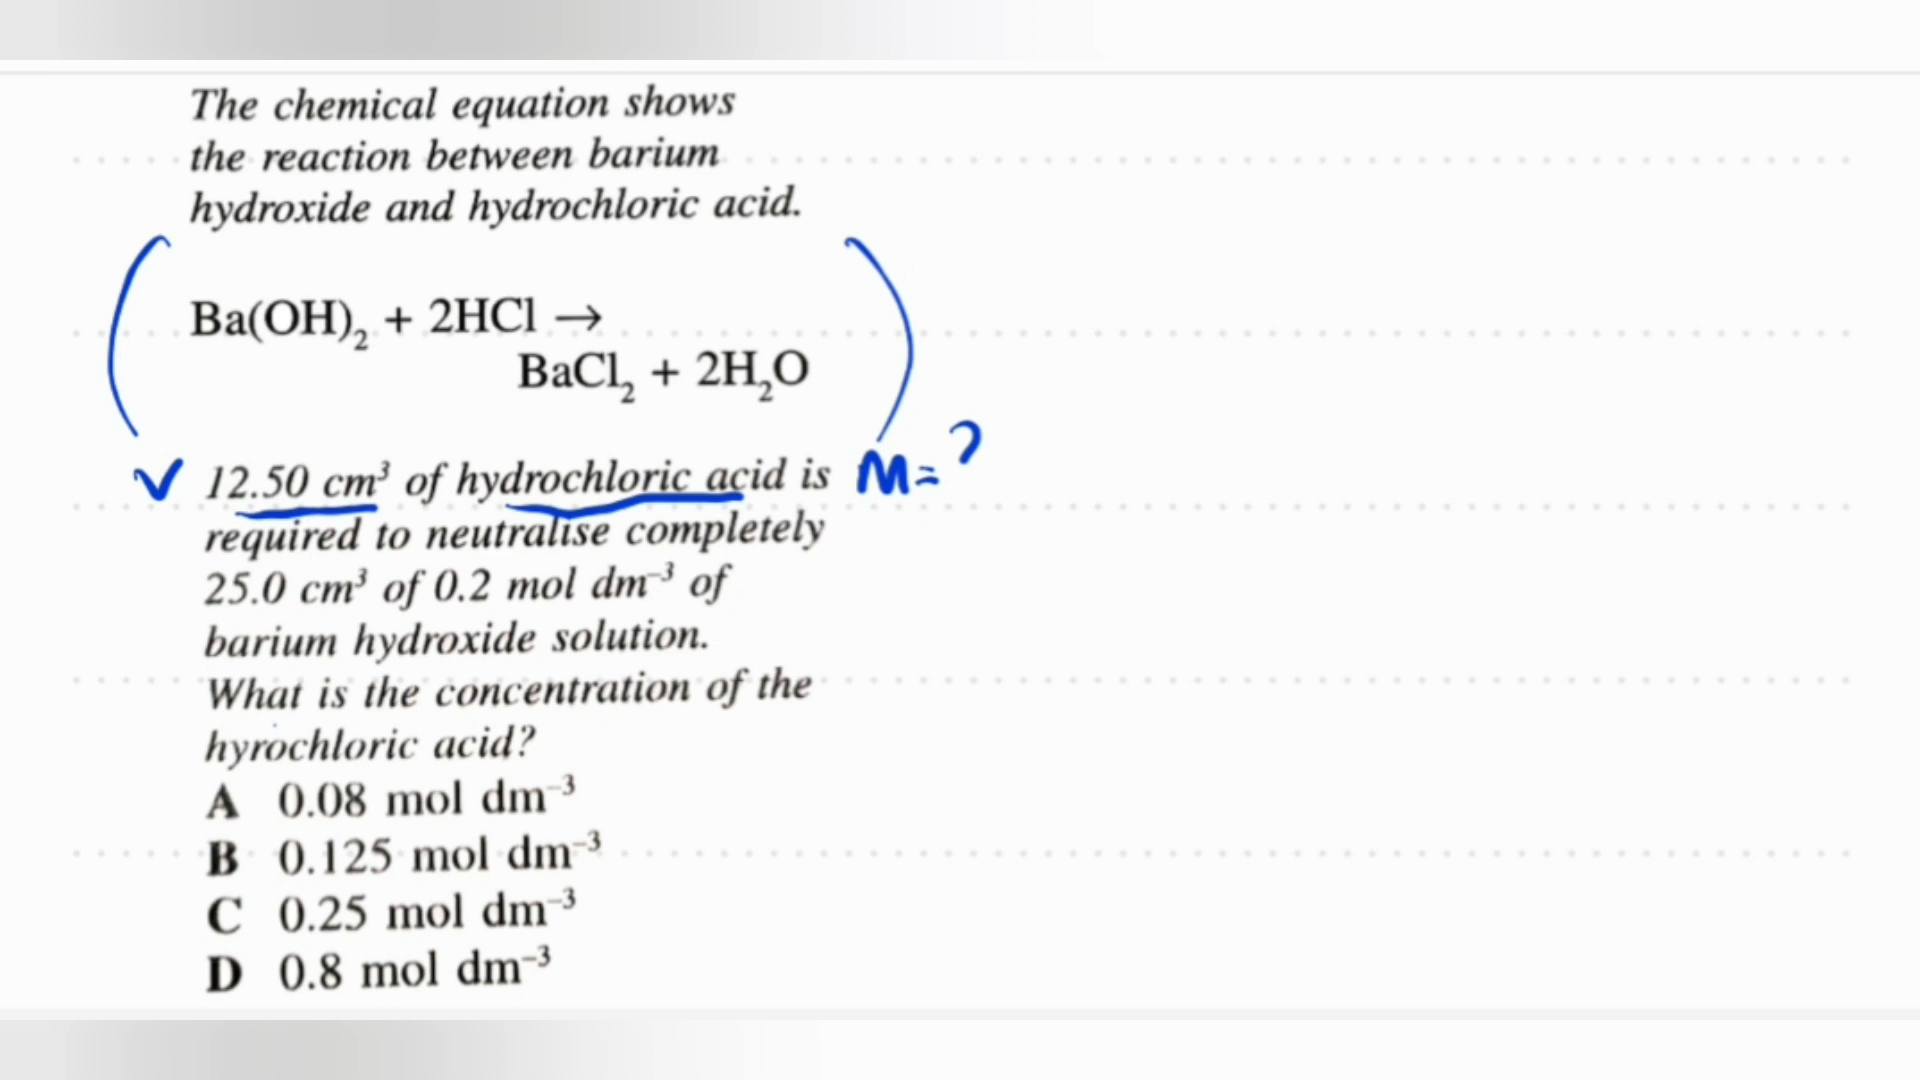 The chemical equation shows
the reaction between barium
hydroxide and hydrochloric acid.
Ba(OH)₂ + 2HCl →
BaCl₂ + 2H₂O
V 12.50 cm³ of hydrochloric acid is M = ?
required to neutralise completely
25.0 cm³ of 0.2 mol dm⁻³ of
barium hydroxide solution.
What is the concentration of the
hyrochloric acid?
A 0.08 mol dm⁻³
B 0.125 mol dm⁻³
C 0.25 mol dm⁻³
D 0.8 mol dm⁻³